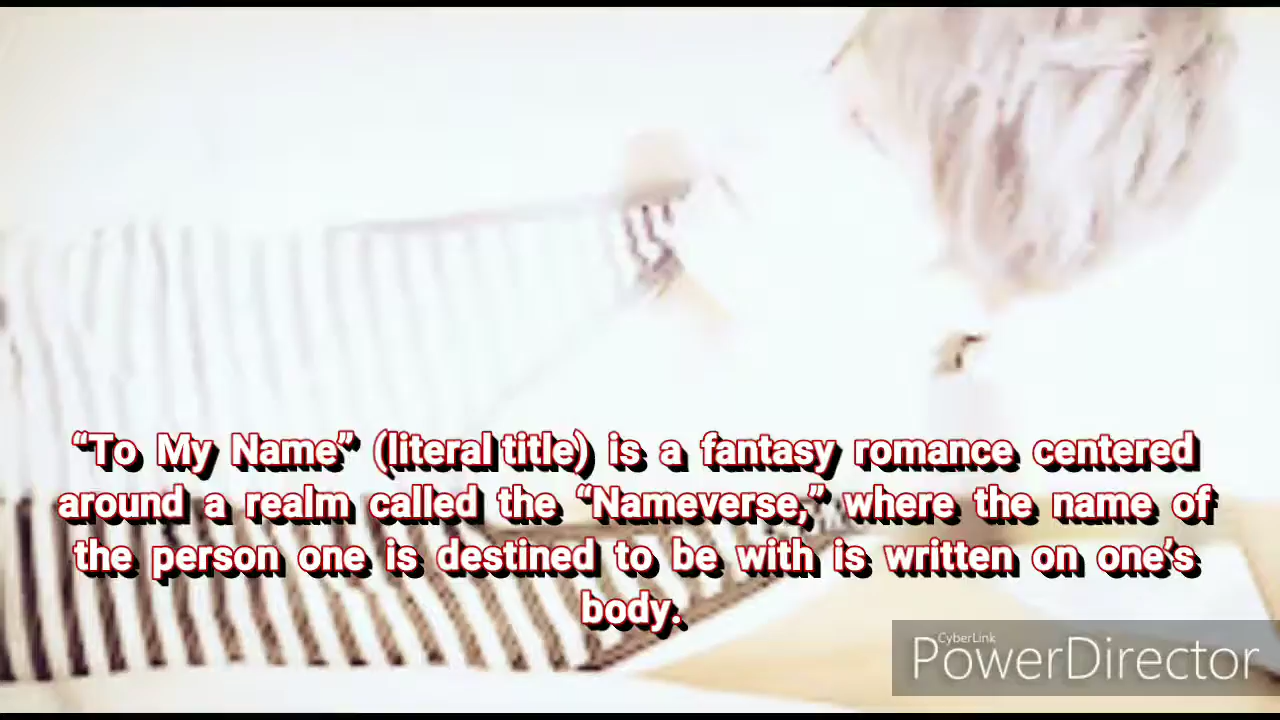 “To My Name” (literal title) is a fantasy romance centered
around a realm called the “Nameverse,” where the name of
the person one is destined to be with is written on one’s
body.
CyberLink
PowerDirector